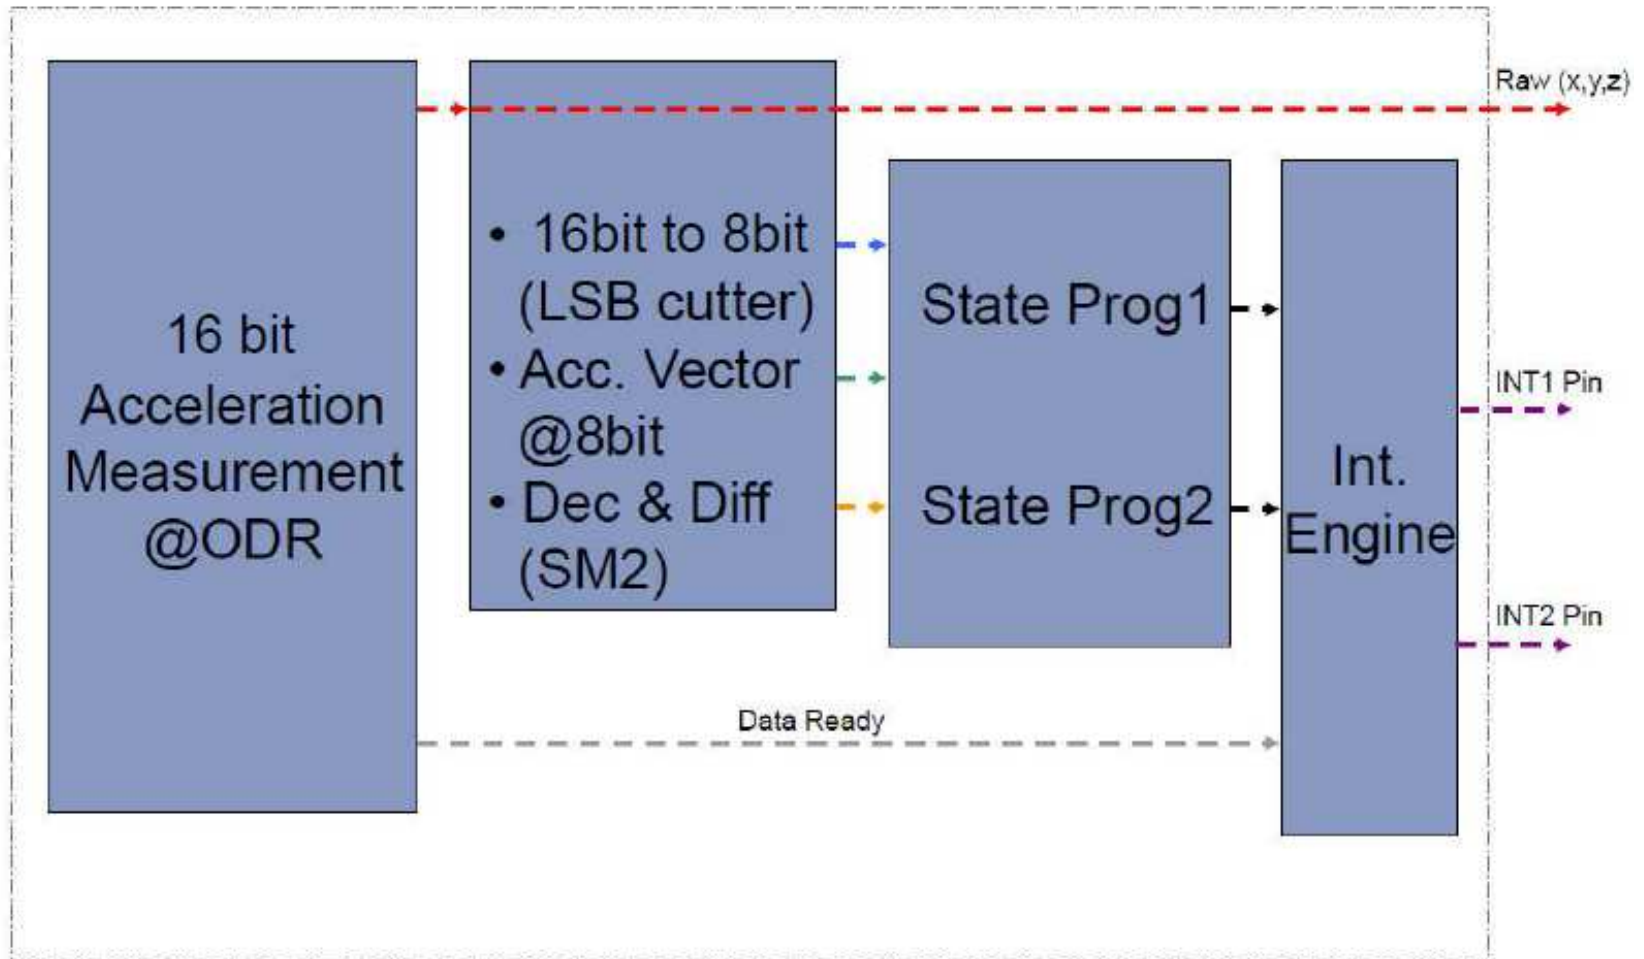 16 bit
Acceleration
Measurement
@ODR
• 16bit to 8bit
(LSB cutter)
• Acc. Vector
@8bit
• Dec & Diff
(SM2)
State Prog1
State Prog2
Int.
Engine
Raw (x,y,z)
INT1 Pin
INT2 Pin
Data Ready